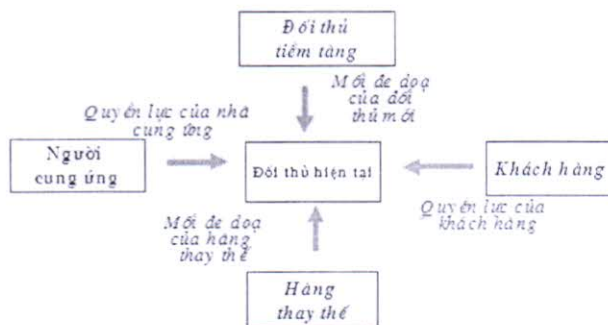 Đối thủ
tiềm tàng
Mối đe doạ
của đối
thủ mới
Quyền lực của nhà
cung ứng
Người
cung ứng
Đối thủ hiện tại
Khách hàng
Quyền lực của
khách hàng
Mối đe doạ
của hàng
thay thế
Hàng
thay thế